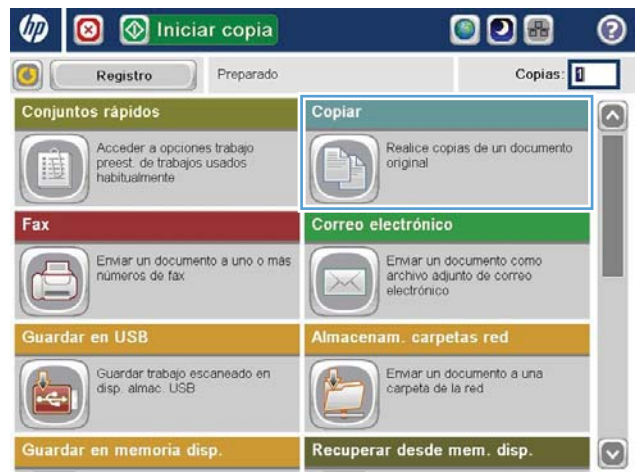 hp
Iniciar copia
?
Registro
Preparado
Copias: 1
Conjuntos rápidos
Acceder a opciones trabajo
preest. de trabajos usados
habitualmente
Copiar
Realice copias de un documento
original
Fax
Enviar un documento a uno o más
números de fax
Correo electrónico
Enviar un documento como
archivo adjunto de correo
electrónico
Guardar en USB
Guardar trabajo escaneado en
disp. almac. USB
Almacenam. carpetas red
Enviar un documento a una
carpeta de la red
Guardar en memoria disp.
Recuperar desde mem. disp.